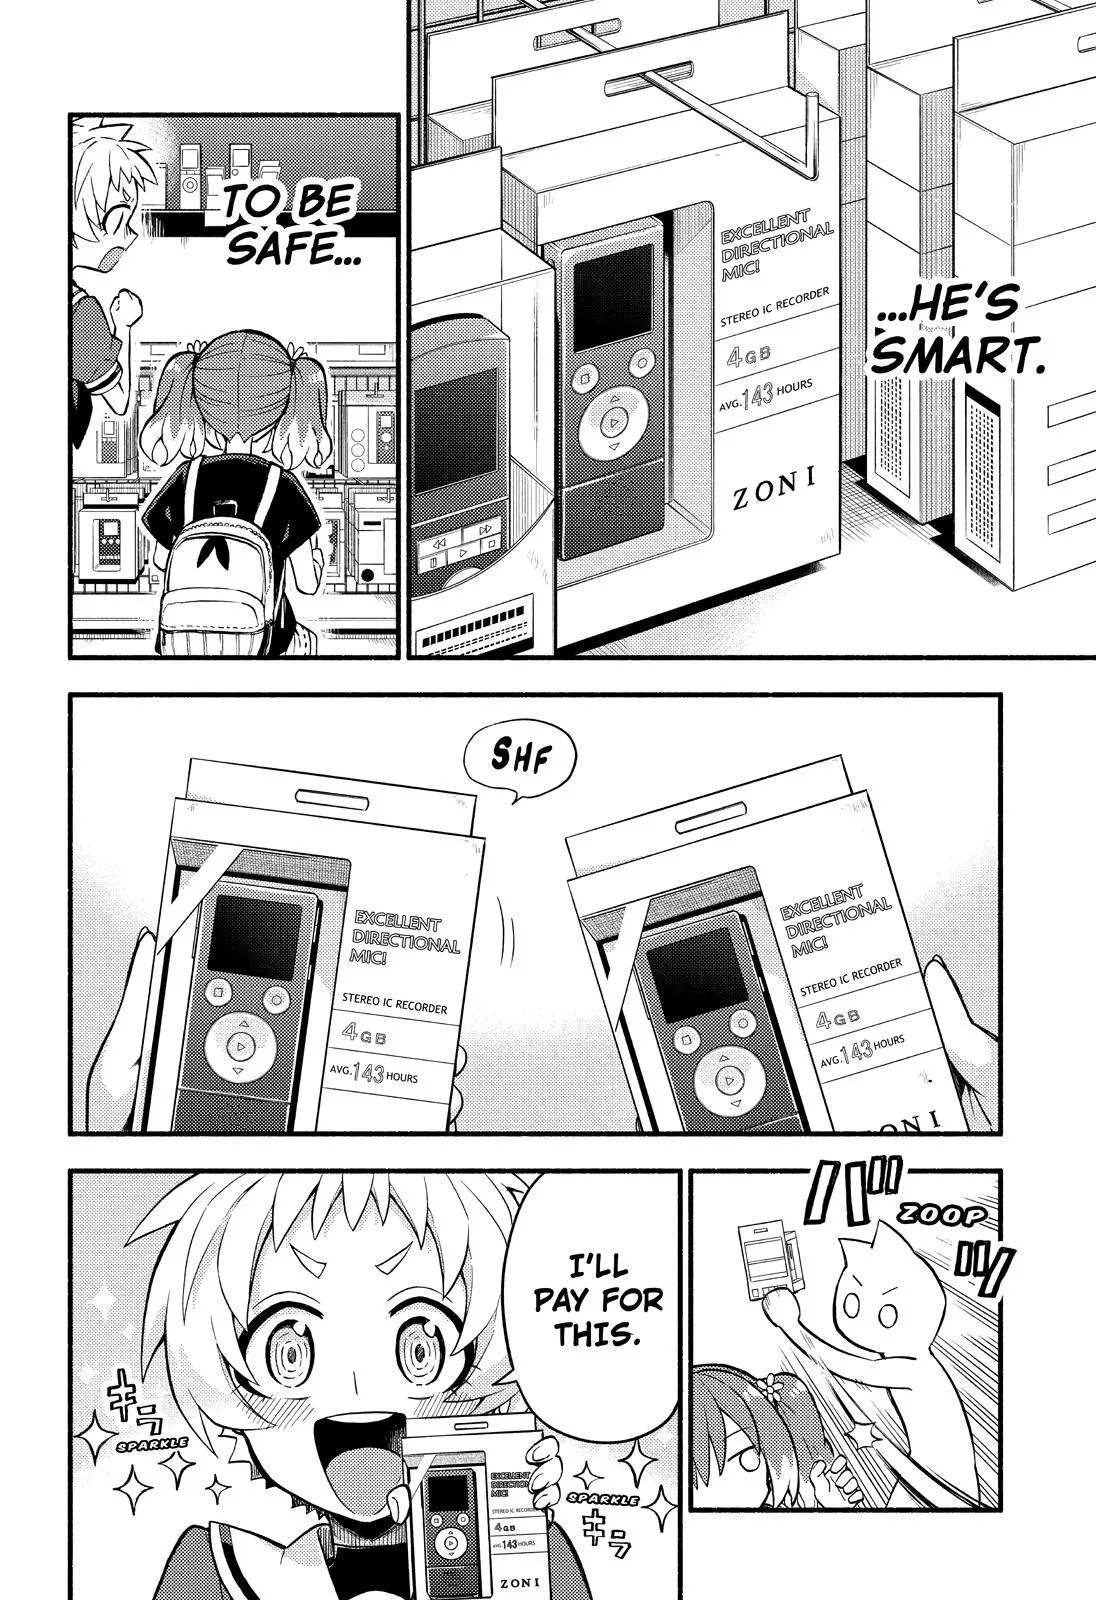 ...HE'S
SMART.
EXCELLENT
DIRECTIONAL
MIC!
STEREO IC RECORDER
4GB
AVG.143 HOURS
ZONI
TO BE
SAFE...
SHF
EXCELLENT
DIRECTIONAL
MIC!
STEREO IC RECORDER
4GB
AVG.143 HOURS
ZONI
EXCELLENT
DIRECTIONAL
MIC!
STEREO IC RECORDER
4GB
AVG.143 HOURS
ZOOP
I'LL
PAY FOR
THIS.
キラ
SPARKLE
SPARKLE
キラ
EXCELLENT
DIRECTIONAL
MIC!
STEREO IC RECORDER
4GB
AVG.143 HOURS
ZONI